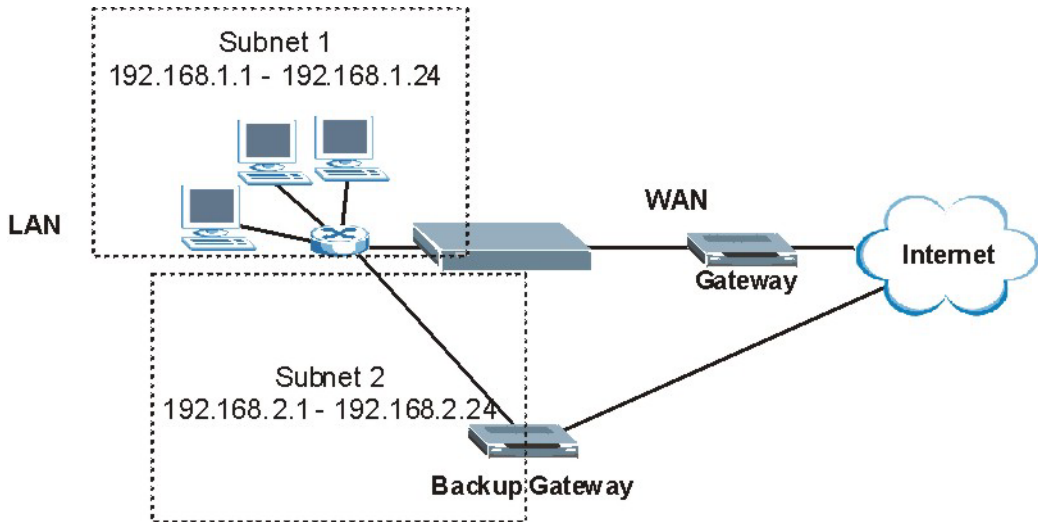 Subnet 1
192.168.1.1 - 192.168.1.24
LAN
WAN
Internet
Gateway
Subnet 2
192.168.2.1 - 192.168.2.24
Backup Gateway